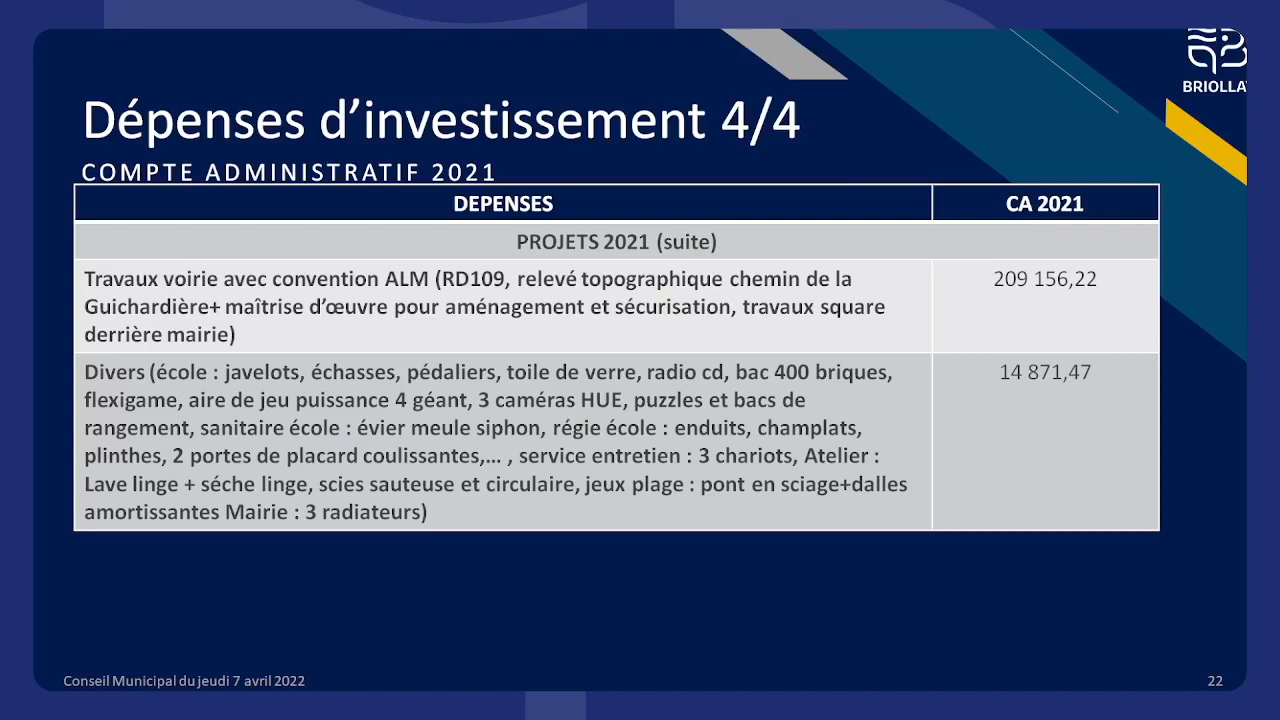 BRIOLLA
Dépenses d’investissement 4/4
COMPTE ADMINISTRATIF 2021
DEPENSES
CA 2021
PROJETS 2021 (suite)
Travaux voirie avec convention ALM (RD109, relevé topographique chemin de la
Guichardière+ maîtrise d’œuvre pour aménagement et sécurisation, travaux square
derrière mairie)
209 156,22
Divers (école : javelots, échasses, pédaliers, toile de verre, radio cd, bac 400 briques,
flexigame, aire de jeu puissance 4 géant, 3 caméras HUE, puzzles et bacs de
rangement, sanitaire école : évier meule siphon, régie école : enduits, champlats,
plinthes, 2 portes de placard coulissantes,... , service entretien : 3 chariots, Atelier :
Lave linge + séche linge, scies sauteuse et circulaire, jeux plage : pont en sciage+dalles
amortissantes Mairie : 3 radiateurs)
14 871,47
Conseil Municipal du jeudi 7 avril 2022
22